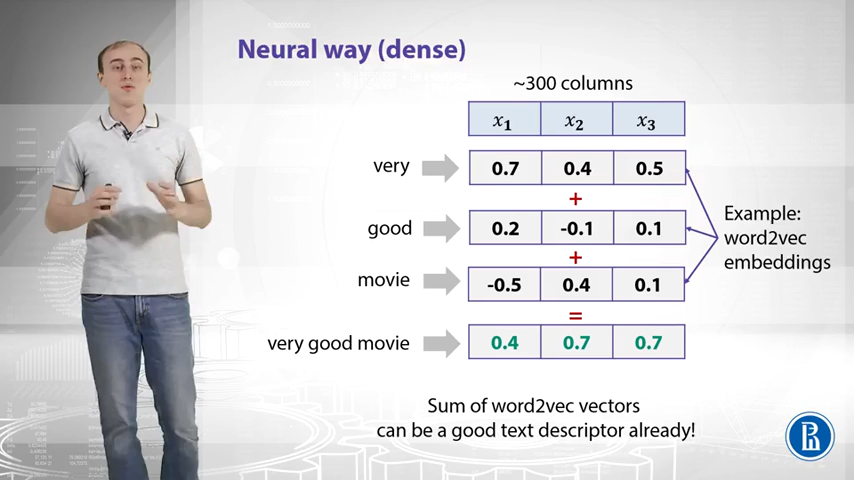 Neural way (dense)
~300 columns
x₁ x₂ x₃
very 0.7 0.4 0.5
+
good 0.2 -0.1 0.1
+
movie -0.5 0.4 0.1
=
very good movie 0.4 0.7 0.7
Example:
word2vec
embeddings
Sum of word2vec vectors
can be a good text descriptor already!